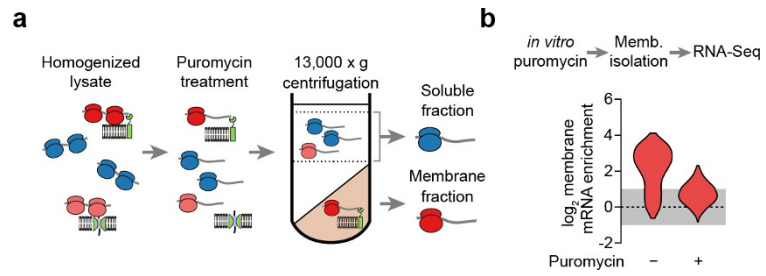 a
Homogenized
lysate
Puromycin
treatment
13,000 x g
centrifugation
Soluble
fraction
Membrane
fraction
b
in vitro
puromycin
Memb.
isolation
RNA-Seq
log2 membrane
mRNA enrichment
6
4
2
0
-2
Puromycin − +